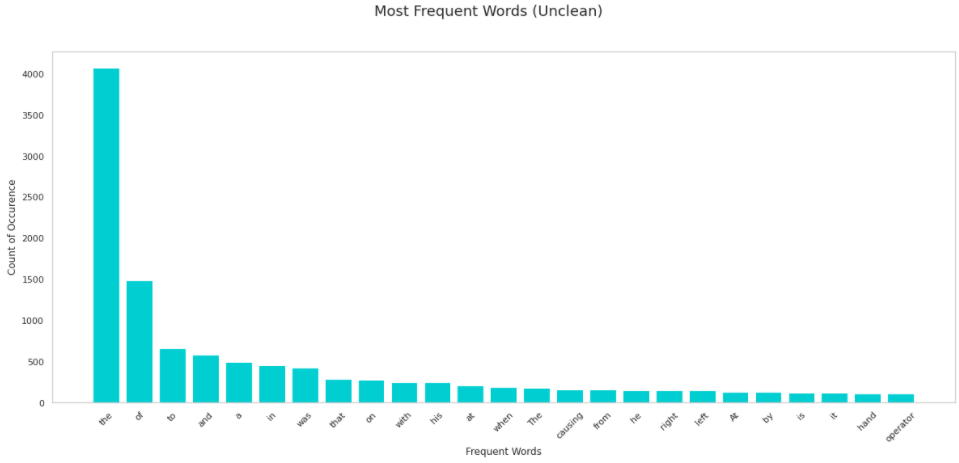 Most Frequent Words (Unclean)
4000
3500
3000
2500
2000
1500
1000
500
0
Count of Occurence
the
of
to
and
a
in
was
that
on
with
his
at
when
The
causing
from
he
right
left
At
by
is
it
hand
operator
Frequent Words